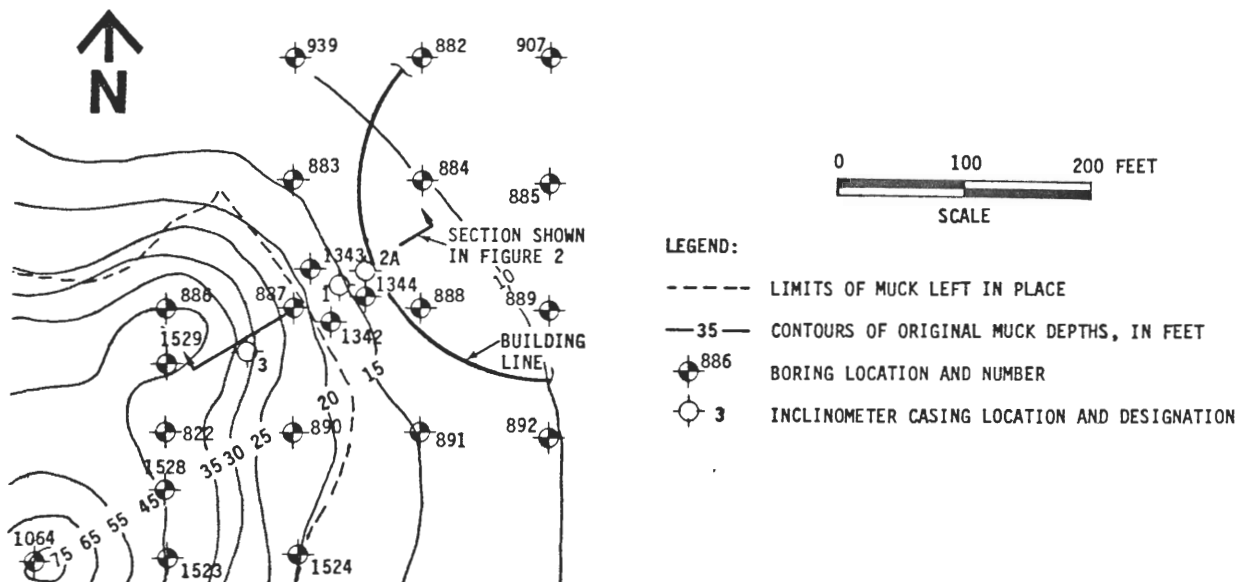 N
939
882
907
883
884
885
SECTION SHOWN
IN FIGURE 2
1343
2A
1
1344
10
886
887
888
889
1529
1342
3
BUILDING
LINE
15
20
822
890
25
30
35
891
892
1528
45
55
65
75
1064
1523
1524
0 100 200 FEET
SCALE
LEGEND:
LIMITS OF MUCK LEFT IN PLACE
35 CONTOURS OF ORIGINAL MUCK DEPTHS, IN FEET
886 BORING LOCATION AND NUMBER
3 INCLINOMETER CASING LOCATION AND DESIGNATION